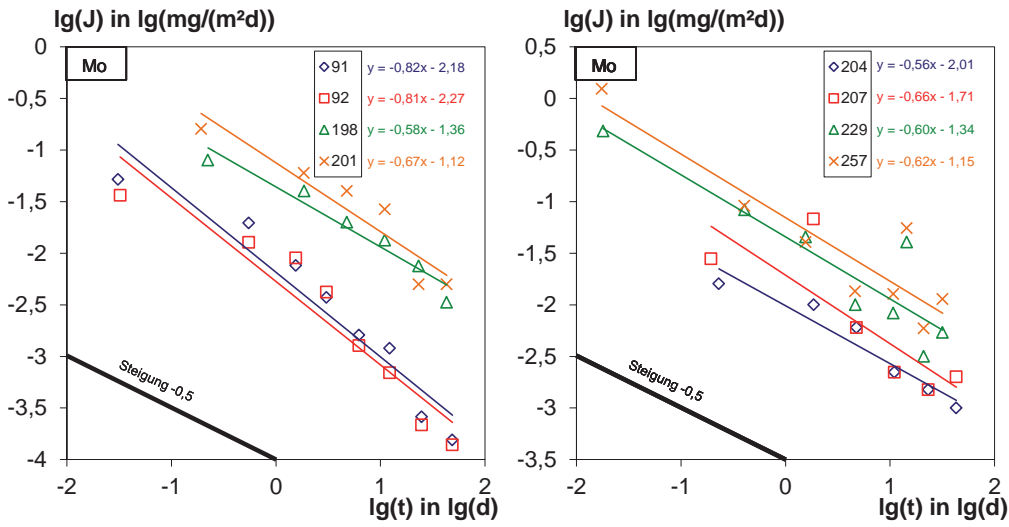 lg(J) in lg(mg/(m²d))
0
-0,5
-1
-1,5
-2
-2,5
-3
-3,5
-4
Mo
91 y = -0,82x - 2,18
92 y = -0,81x - 2,27
198 y = -0,58x - 1,36
201 y = -0,67x - 1,12
Steigung -0,5
-2 -1 0 1 2
lg(t) in lg(d)
lg(J) in lg(mg/(m²d))
0,5
0
-0,5
-1
-1,5
-2
-2,5
-3
-3,5
Mo
204 y = -0,56x - 2,01
207 y = -0,66x - 1,71
229 y = -0,60x - 1,34
257 y = -0,62x - 1,15
Steigung -0,5
-2 -1 0 1 2
lg(t) in lg(d)